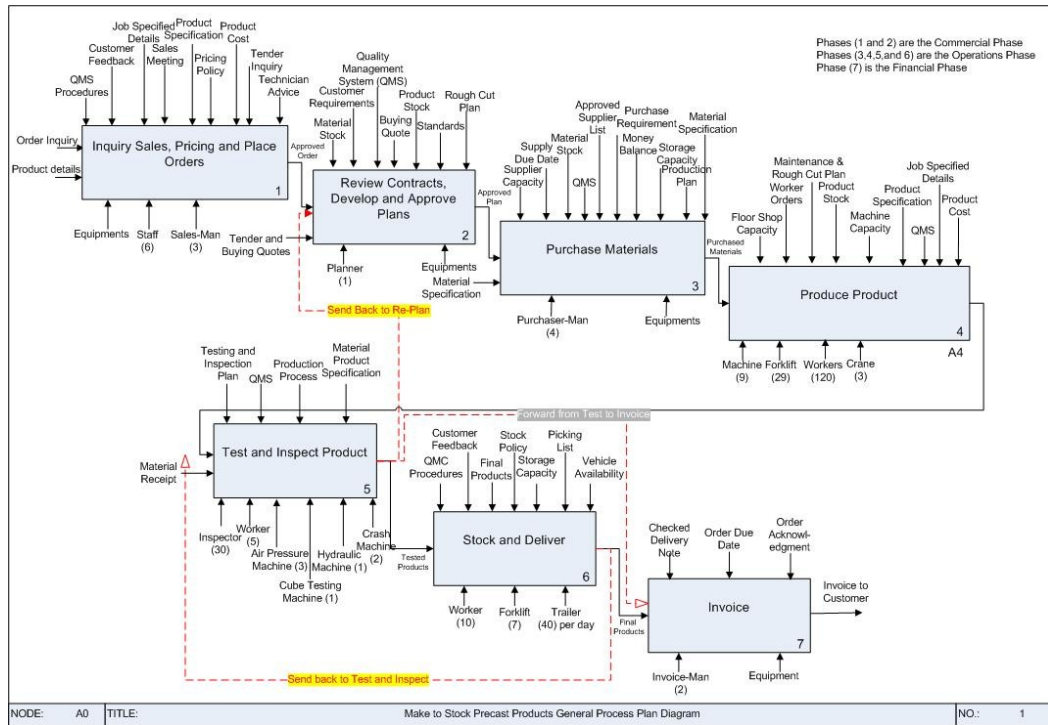 Phases (1 and 2) are the Commercial Phase
Phases (3,4,5,and 6) are the Operations Phase
Phase (7) is the Financial Phase
QMS
Procedures
Customer
Feedback
Job Specified
Details
Sales
Meeting
Product
Specification
Pricing
Policy
Product
Cost
Tender
Inquiry
Technician
Advice
Order Inquiry
Product details
Inquiry Sales, Pricing and Place
Orders
1
Approved
Order
Equipments
Staff
(6)
Sales-Man
(3)
Material
Stock
Customer
Requirements
Quality
Management
System (QMS)
Buying
Quote
Product
Stock
Standards
Rough Cut
Plan
Review Contracts,
Develop and Approve
Plans
2
Approved
Plan
Tender and
Buying Quotes
Planner
(1)
Equipments
Material
Specification
Supplier
Capacity
Supply
Due Date
Material
Stock
QMS
Approved
Supplier
List
Purchase
Requirement
Money
Balance
Storage
Capacity
Production
Plan
Material
Specification
Purchase Materials
3
Purchased
Materials
Purchaser-Man
(4)
Equipments
Floor Shop
Capacity
Worker
Orders
Maintenance &
Rough Cut Plan
Product
Stock
Machine
Capacity
Product
Specification
QMS
Job Specified
Details
Product
Cost
Produce Product
4
A4
Machine
(9)
Forklift
(29)
Workers
(120)
Crane
(3)
Send Back to Re-Plan
Testing and
Inspection
Plan
QMS
Production
Process
Material
Product
Specification
Forward from Test to Invoice
Material
Receipt
Test and Inspect Product
5
Inspector
(30)
Worker
(5)
Air Pressure
Machine (3)
Cube Testing
Machine (1)
Hydraulic
Machine (1)
Crash
Machine
(2)
Tested
Products
QMC
Procedures
Customer
Feedback
Final
Products
Stock
Policy
Storage
Capacity
Picking
List
Vehicle
Availability
Stock and Deliver
6
Worker
(10)
Forklift
(7)
Trailer
(40) per day
Final
Products
Checked
Delivery
Note
Order Due
Date
Order
Acknowl-
edgment
Invoice
7
Invoice to
Customer
Invoice-Man
(2)
Equipment
Send back to Test and Inspect
NODE: A0 TITLE: Make to Stock Precast Products General Process Plan Diagram NO.: 1